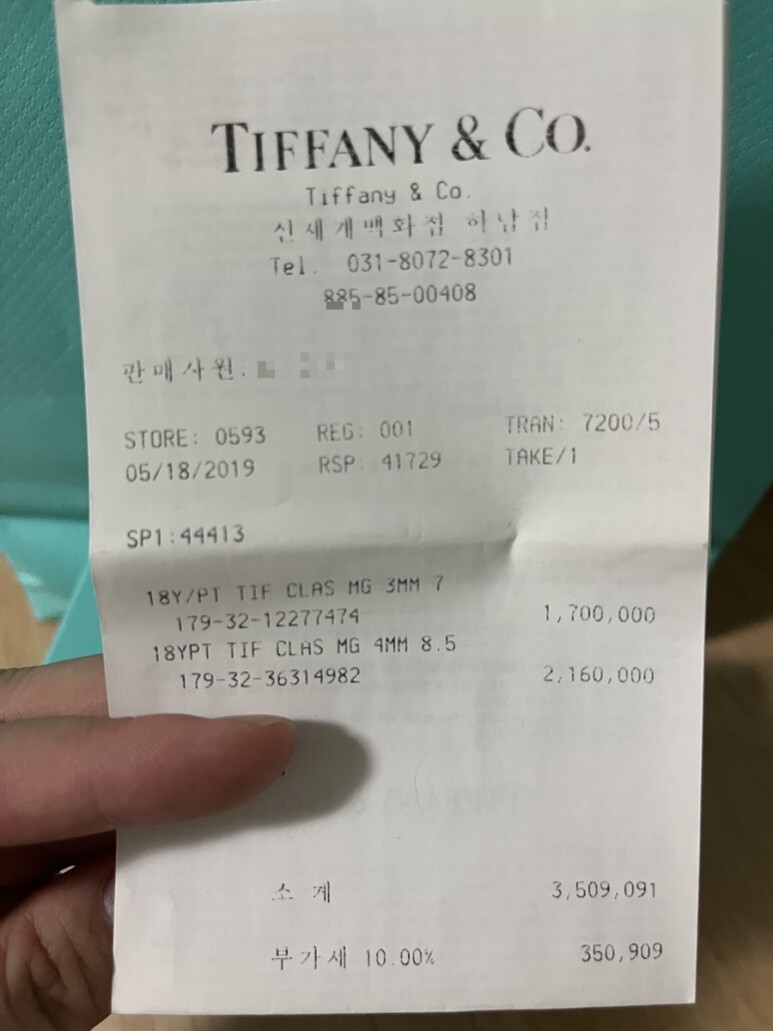 TIFFANY & CO.
Tiffany & Co.
신세계백화점 하남점
Tel. 031-8072-8301
885-85-00408
판매사원:
STORE: 0593 REG: 001 TRAN: 7200/5
05/18/2019 RSP: 41729 TAKE/1
SP1:44413
18Y/PT TIF CLAS MG 3MM 7
179-32-12277474 1,700,000
18YPT TIF CLAS MG 4MM 8.5
179-32-36314982 2,160,000
소 계 3,509,091
부가세 10.00% 350,909